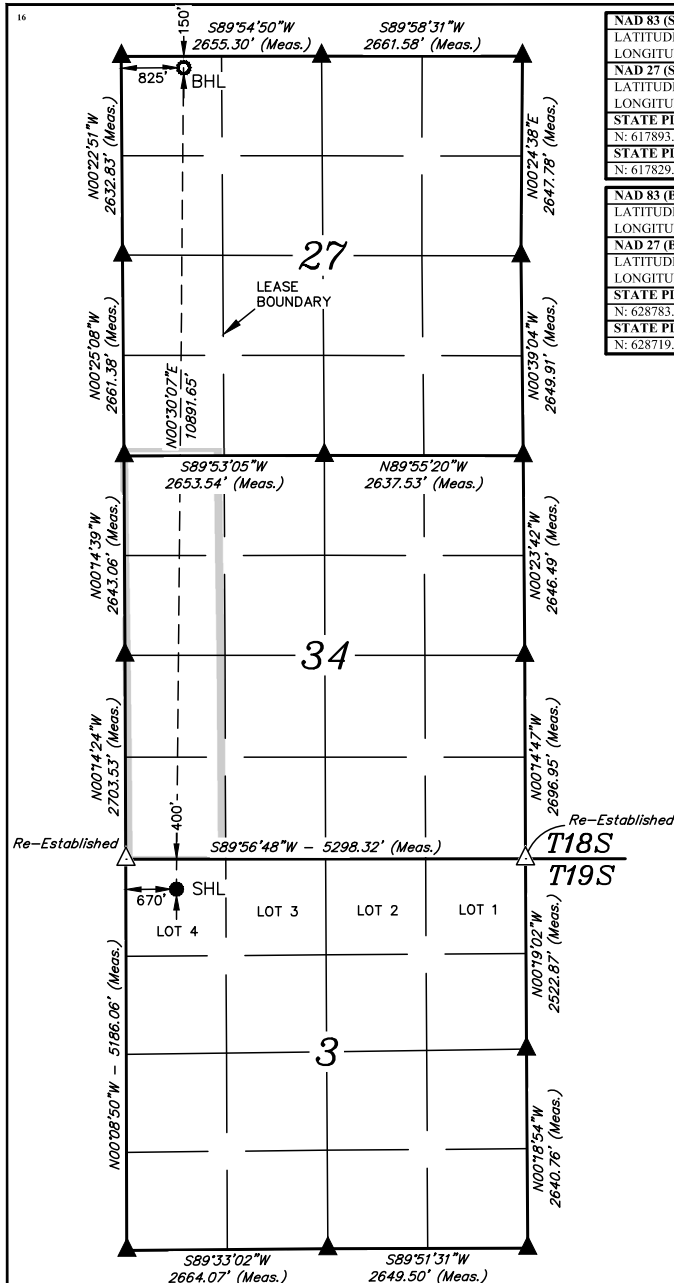 16
S89°54'50"W
2655.30' (Meas.)
S89°58'31"W
2661.58' (Meas.)
150'
825'
BHL
N00°22'51"W
2632.83' (Meas.)
N00°24'38"E
2647.78' (Meas.)
27
LEASE
BOUNDARY
N00°25'08"W
2661.38' (Meas.)
N00°30'07"E
10891.65'
N00°39'04"W
2649.91' (Meas.)
S89°53'05"W
2653.54' (Meas.)
N89°55'20"W
2637.53' (Meas.)
N00°14'39"W
2643.06' (Meas.)
N00°23'42"W
2646.49' (Meas.)
34
N00°14'24"W
2703.53' (Meas.)
400'
N00°14'47"W
2696.95' (Meas.)
Re-Established
S89°56'48"W – 5298.32' (Meas.)
Re-Established
T18S
T19S
670'
SHL
LOT 4
LOT 3
LOT 2
LOT 1
N00°19'02"W
2522.87' (Meas.)
N00°08'50"W – 5186.06' (Meas.)
3
N00°18'54"W
2640.76' (Meas.)
S89°33'02"W
2664.07' (Meas.)
S89°51'31"W
2649.50' (Meas.)
NAD 83 (S
LATITUD
LONGITU
NAD 27 (S
LATITUD
LONGITU
STATE PL
N: 617893.
STATE PL
N: 617829.
NAD 83 (B
LATITUD
LONGITU
NAD 27 (B
LATITUD
LONGITU
STATE PL
N: 628783.
STATE PL
N: 628719.